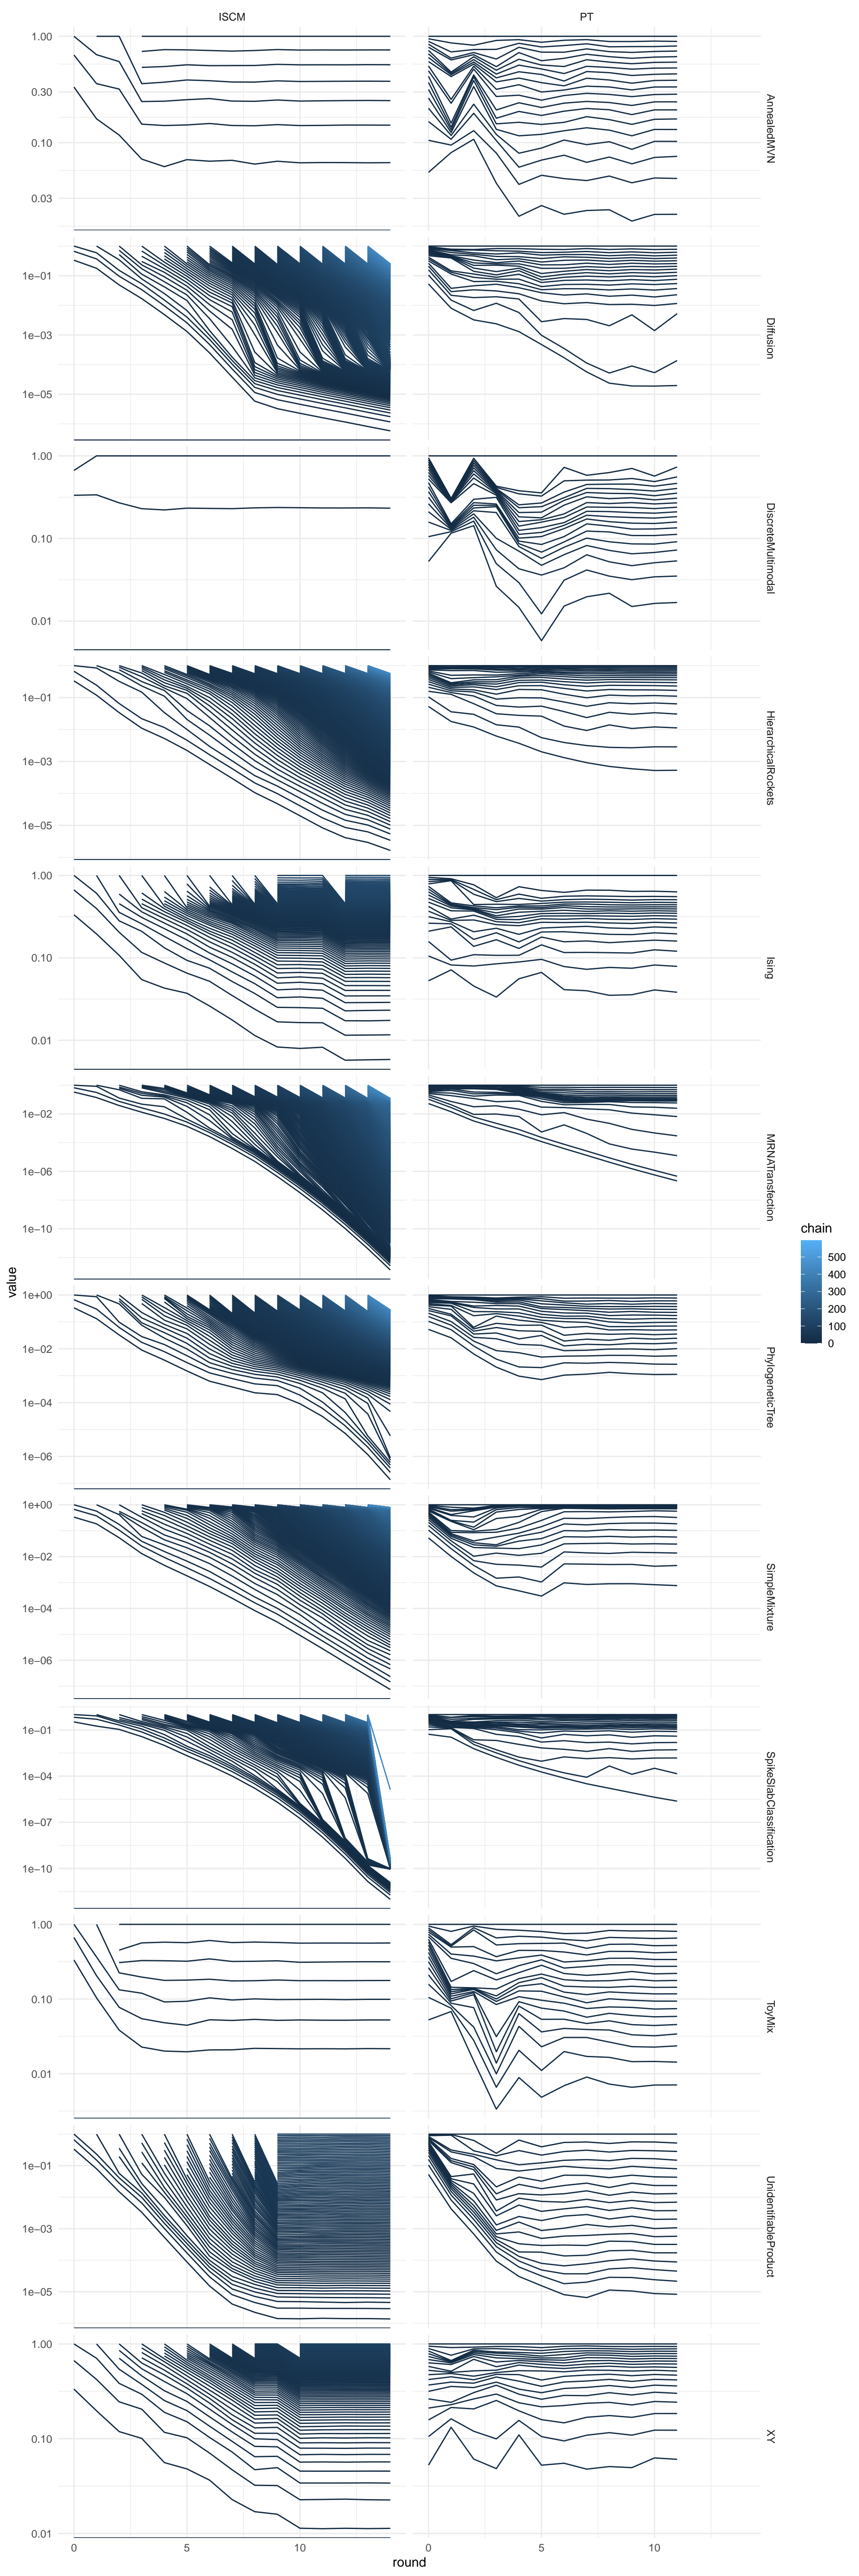 ISCM PT
1.00
0.30
0.10
0.03
AnnealedMVN
1e−01
1e−03
1e−05
Diffusion
1.00
0.10
0.01
DiscreteMultimodal
1e−01
1e−03
1e−05
HierarchicalRockets
1.00
0.10
0.01
Ising
1e−02
1e−06
1e−10
MRNATransfection
1e+00
1e−02
1e−04
1e−06
PhylogeneticTree
1e+00
1e−02
1e−04
1e−06
SimpleMixture
1e−01
1e−04
1e−07
1e−10
SpikeSlabClassification
1.00
0.10
0.01
ToyMix
1e−01
1e−03
1e−05
UnidentifiableProduct
1.00
0.10
0.01
XY
0 5 10 0 5 10
round
value
chain
500
400
300
200
100
0